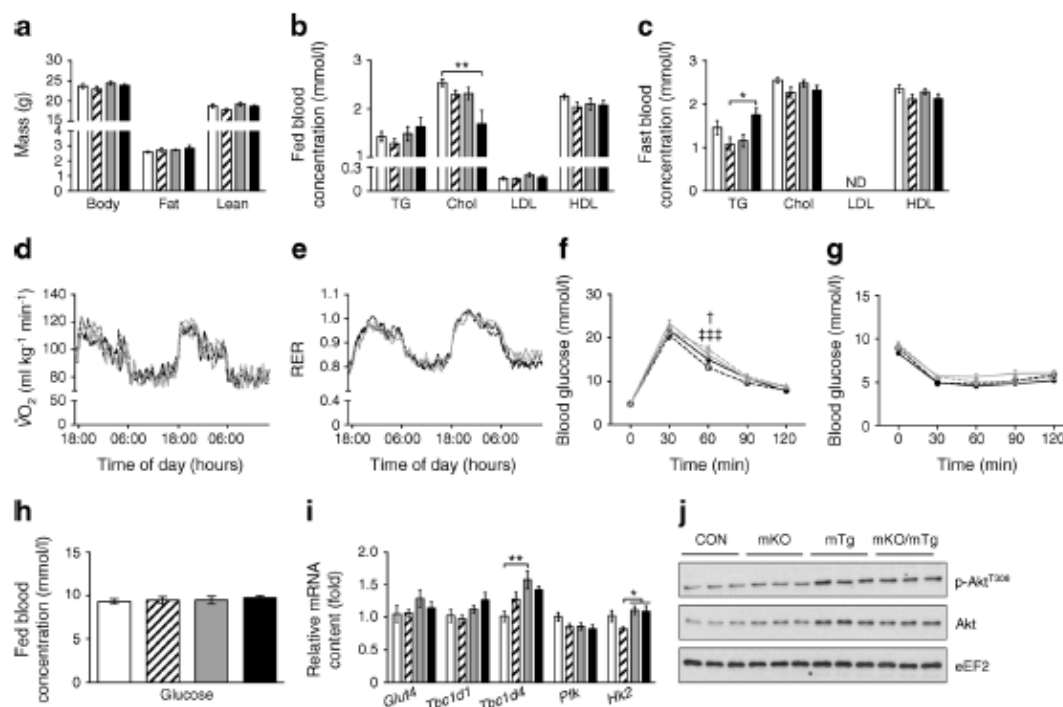 a
Mass (g)
25
20
15
4
3
2
1
0
Body Fat Lean
b
Fed blood
concentration (mmol/l)
3
2
1
0.3
0
**
TG Chol LDL HDL
c
Fast blood
concentration (mmol/l)
3
2
1
0
*
ND
TG Chol LDL HDL
d
V̇O2 (ml kg-1 min-1)
140
120
100
80
50
0
18:00 06:00 18:00 06:00
Time of day (hours)
e
RER
1.1
1.0
0.9
0.8
0.4
0
18:00 06:00 18:00 06:00
Time of day (hours)
f
Blood glucose (mmol/l)
30
20
10
0
†
‡‡‡
0 30 60 90 120
Time (min)
g
Blood glucose (mmol/l)
15
10
5
0
0 30 60 90 120
Time (min)
h
Fed blood
concentration (mmol/l)
15
10
5
0
Glucose
i
Relative mRNA
content (fold)
2.0
1.5
1.0
0.5
0
**
*
Glut4 Tbc1d1 Tbc1d4 Pfk Hk2
j
CON mKO mTg mKO/mTg
p-AktT308
Akt
eEF2